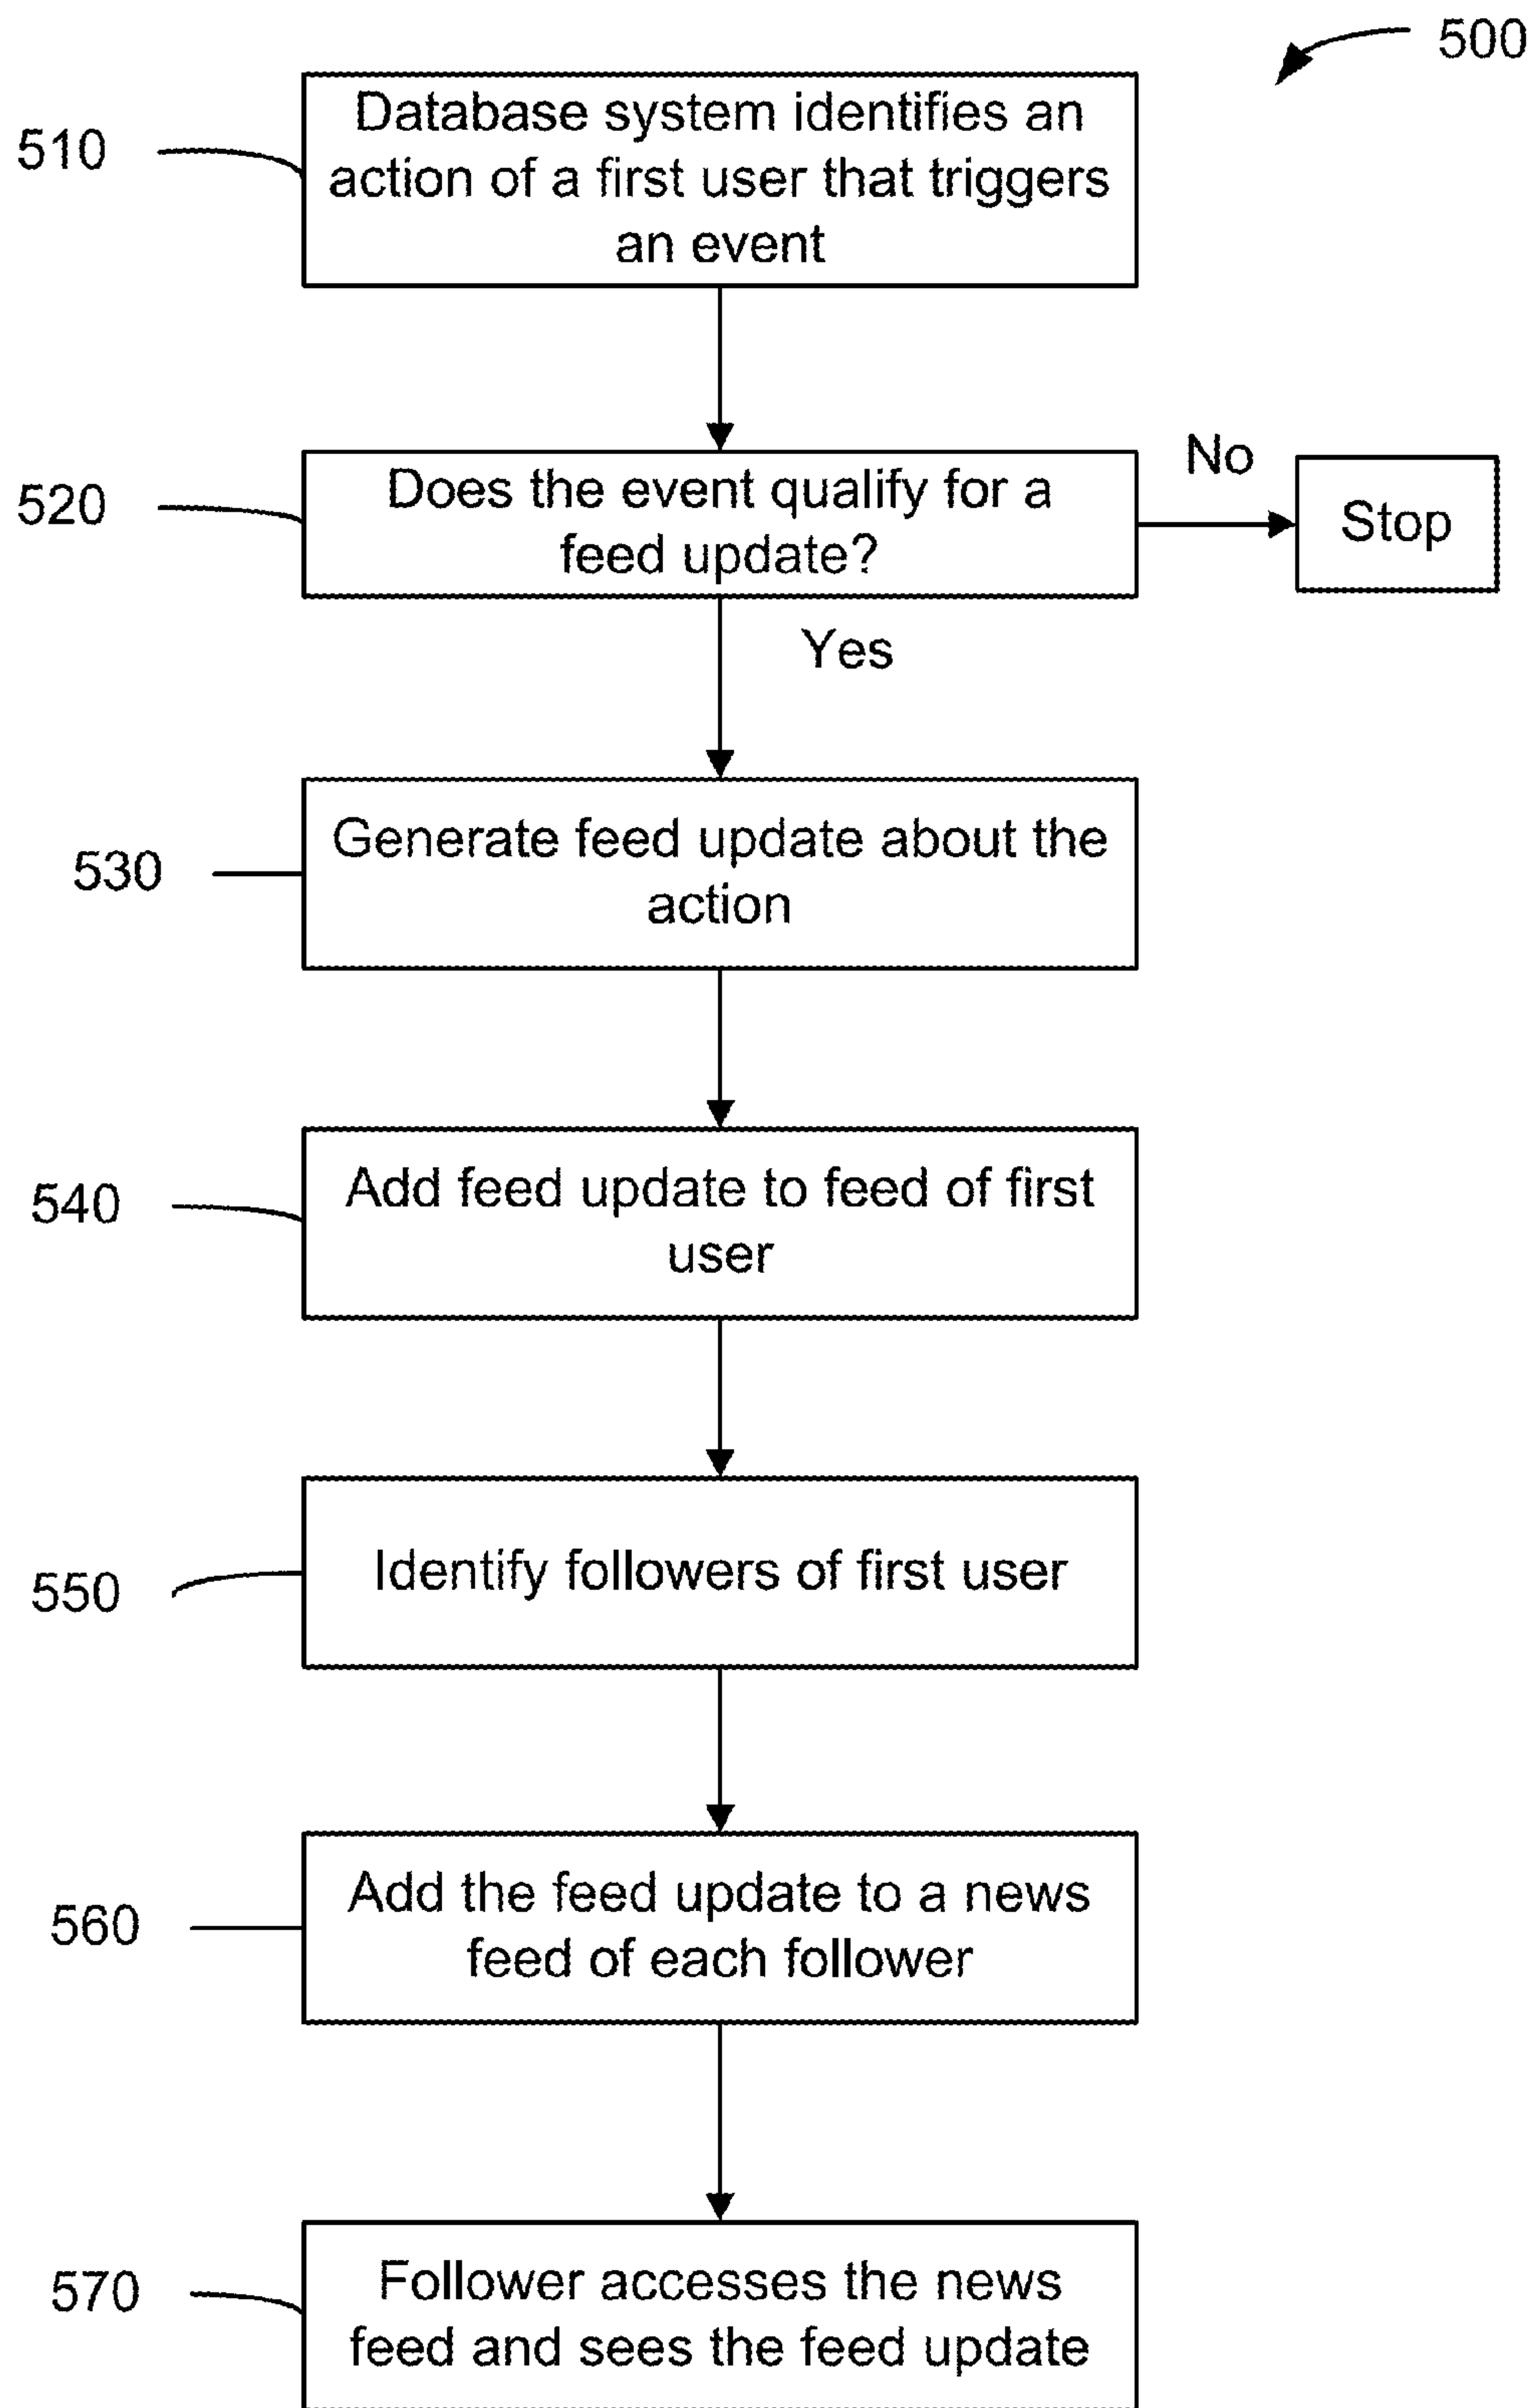 500
510
Database system identifies an
action of a first user that triggers
an event
520
Does the event qualify for a
feed update?
No
Stop
Yes
530
Generate feed update about the
action
540
Add feed update to feed of first
user
550
Identify followers of first user
560
Add the feed update to a news
feed of each follower
570
Follower accesses the news
feed and sees the feed update